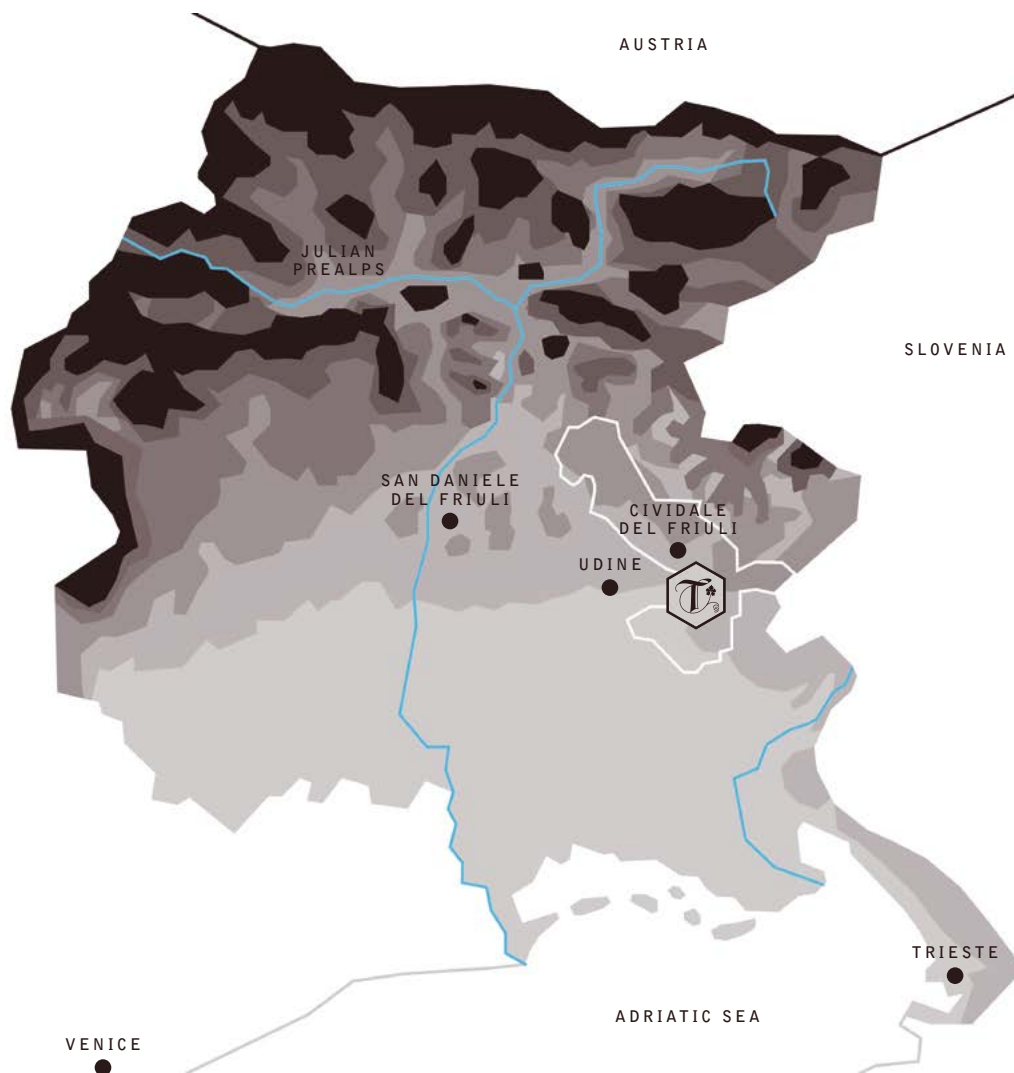 AUSTRIA
JULIAN
PREALPS
SLOVENIA
SAN DANIELE
DEL FRIULI
CIVIDALE
DEL FRIULI
UDINE
T
TRIESTE
ADRIATIC SEA
VENICE